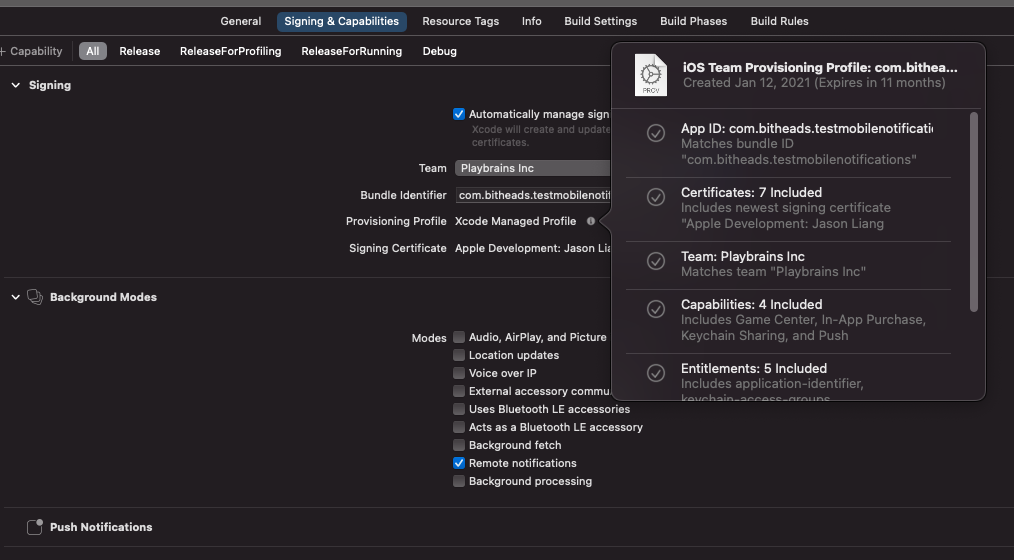 General Signing & Capabilities Resource Tags Info Build Settings Build Phases Build Rules
+ Capability All Release ReleaseForProfiling ReleaseForRunning Debug
Signing
Automatically manage sign
Xcode will create and update
certificates.
Team Playbrains Inc
Bundle Identifier com.bitheads.testmobilenotif
Provisioning Profile Xcode Managed Profile
Signing Certificate Apple Development: Jason Lia
Background Modes
Modes Audio, AirPlay, and Picture
Location updates
Voice over IP
External accessory commu
Uses Bluetooth LE accessories
Acts as a Bluetooth LE accessory
Background fetch
Remote notifications
Background processing
Push Notifications
PROV
iOS Team Provisioning Profile: com.bithea...
Created Jan 12, 2021 (Expires in 11 months)
App ID: com.bitheads.testmobilenotificati
Matches bundle ID
"com.bitheads.testmobilenotifications"
Certificates: 7 Included
Includes newest signing certificate
"Apple Development: Jason Liang
Team: Playbrains Inc
Matches team "Playbrains Inc"
Capabilities: 4 Included
Includes Game Center, In-App Purchase,
Keychain Sharing, and Push
Entitlements: 5 Included
Includes application-identifier,
keychain-access-groups